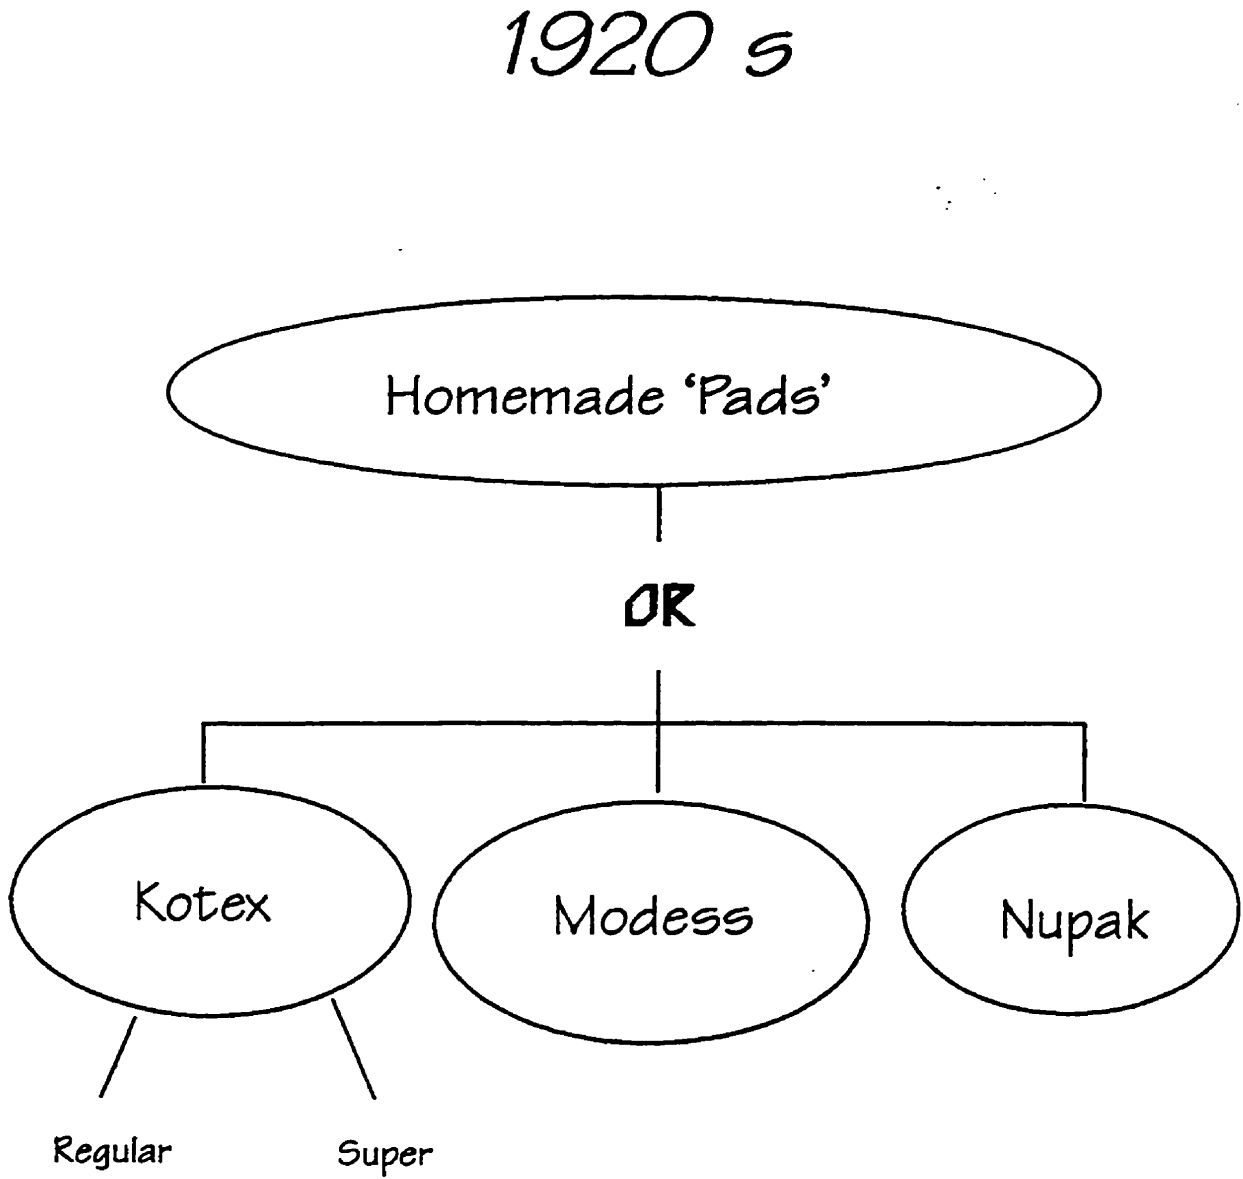 1920 s
Homemade ‘Pads’
OR
Kotex
Modess
Nupak
Regular
Super